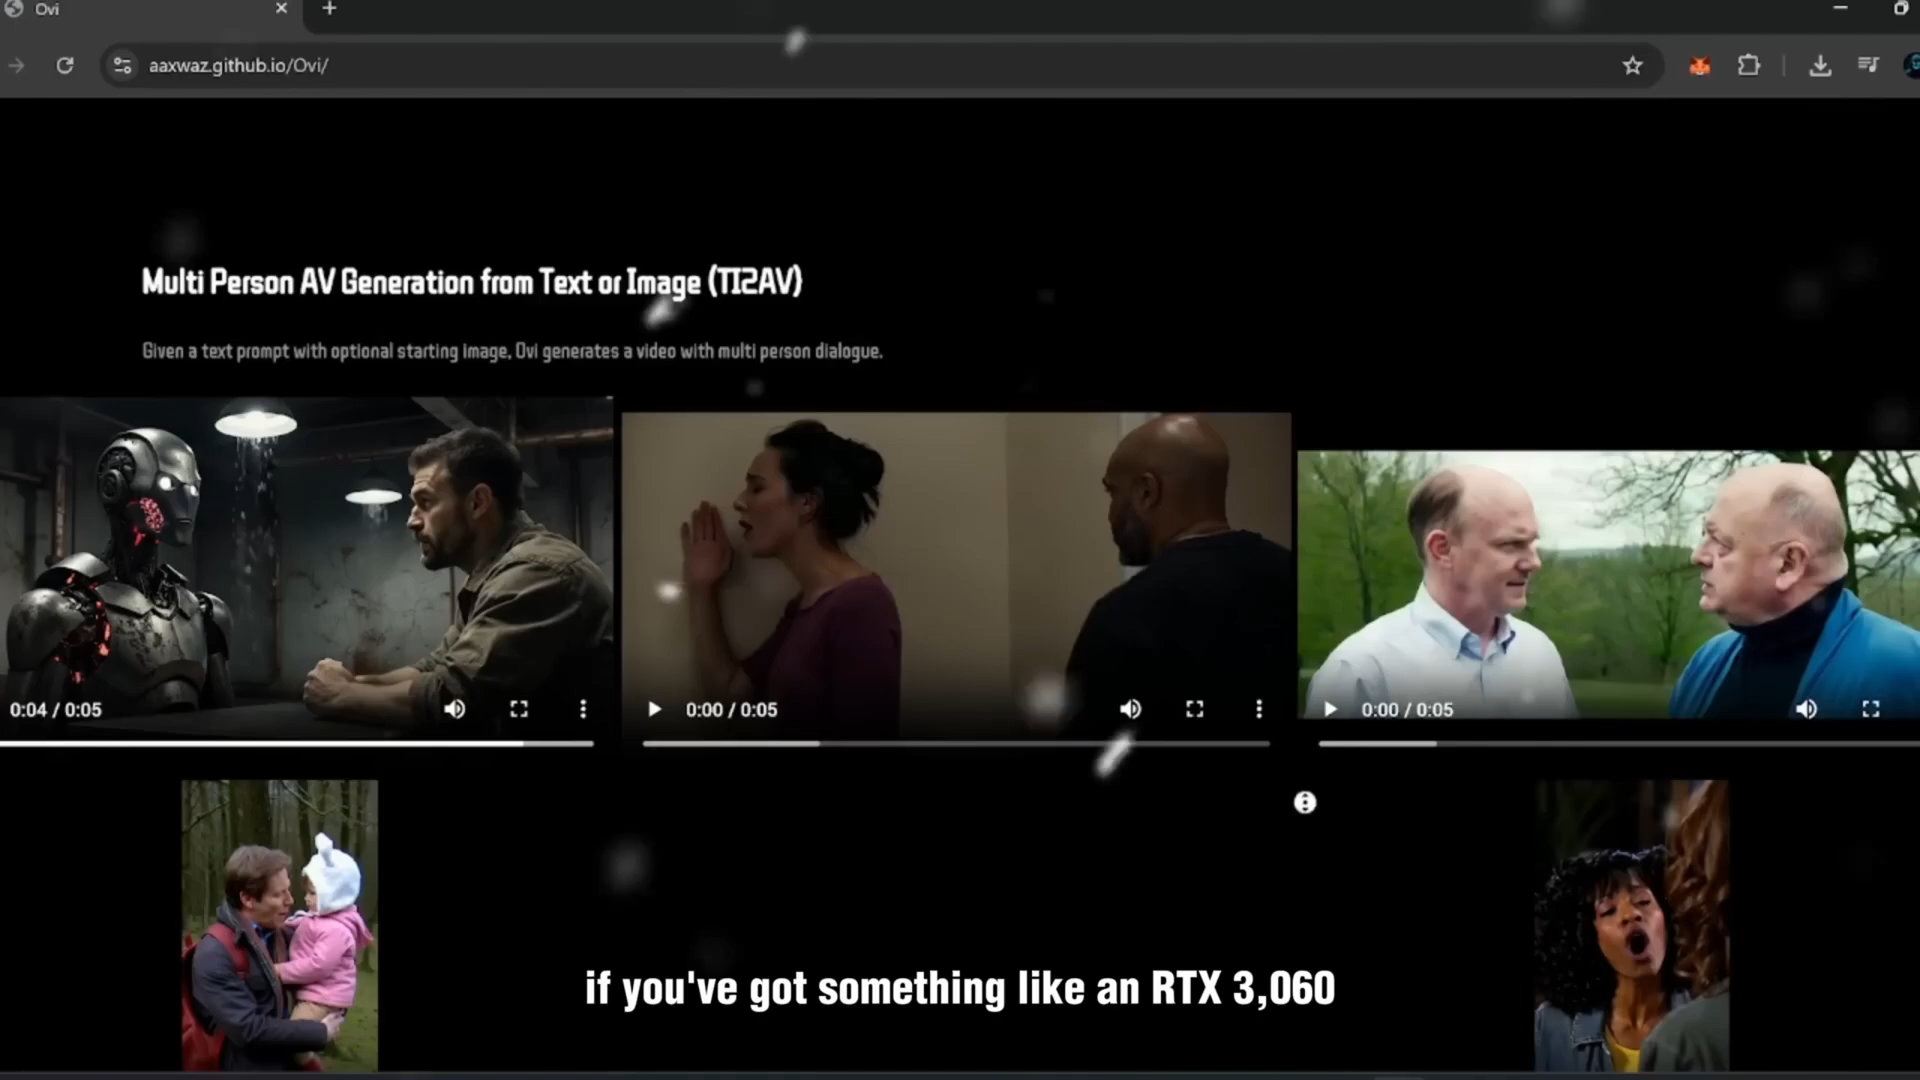 Ovi
aaxwaz.github.io/Ovi/
Multi Person AV Generation from Text or Image (TI2AV)
Given a text prompt with optional starting image, Ovi generates a video with multi person dialogue.
0:04 / 0:05
0:00 / 0:05
0:00 / 0:05
if you've got something like an RTX 3,060